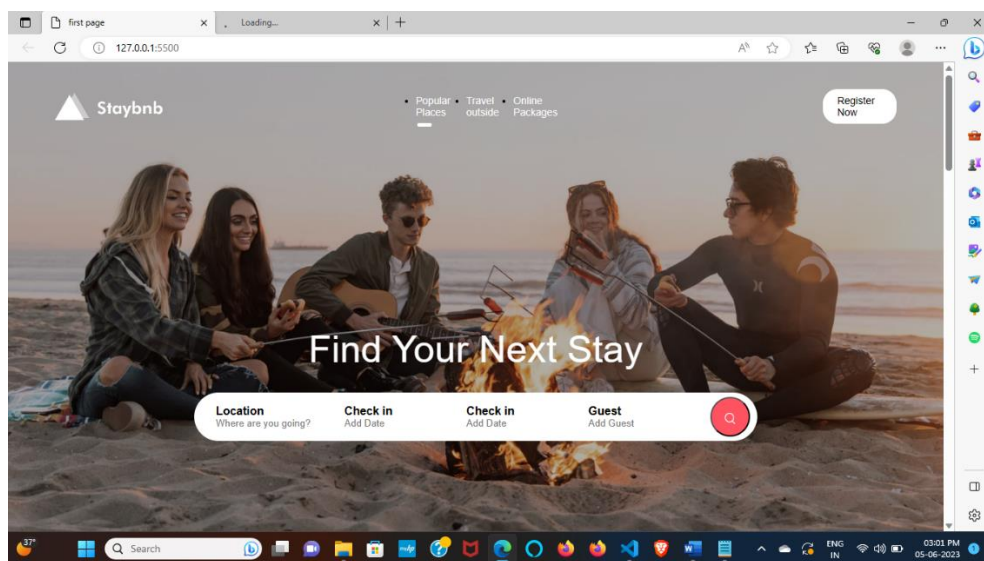 first page
Loading...
127.0.0.1:5500
Staybnb
Popular Places
Travel outside
Online Packages
Register Now
Find Your Next Stay
Location
Where are you going?
Check in
Add Date
Check in
Add Date
Guest
Add Guest
37°
Search
ENG
IN
03:01 PM
05-06-2023